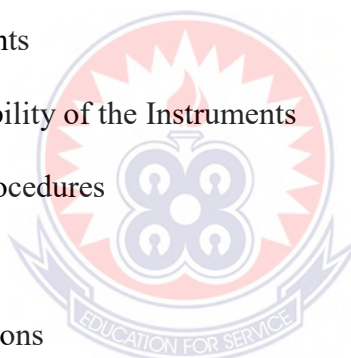 nts
bility of the Instruments
ocedures
ons
EDUCATION FOR SERVICE